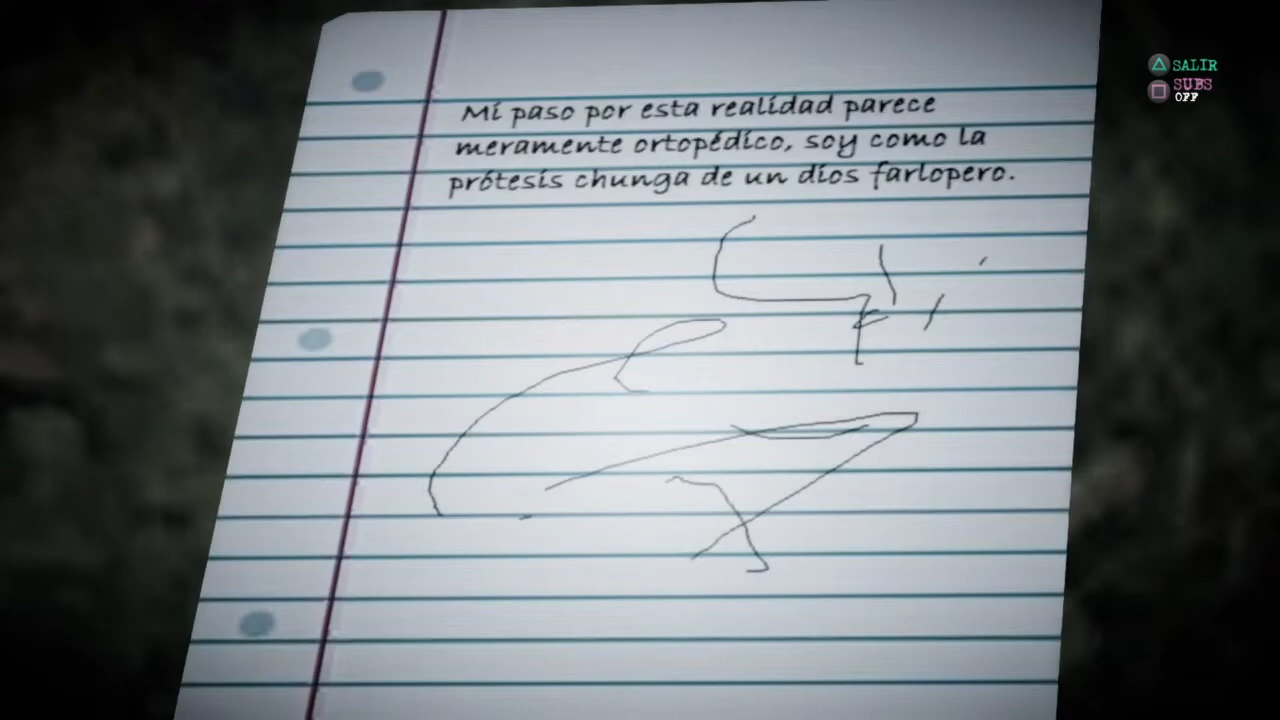 SALIR
SUBS
OFF
Mi paso por esta realidad parece
meramente ortopédico, soy como la
prótesis chunga de un dios farlopero.